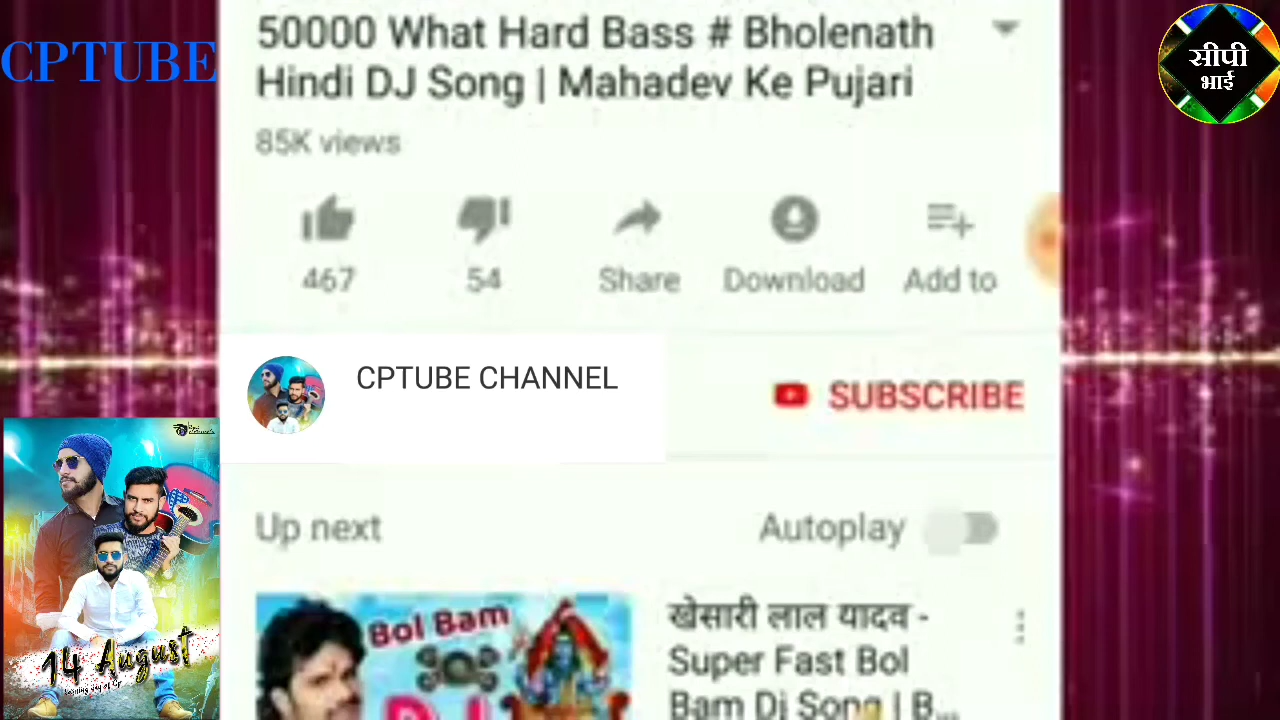 CPTUBE
50000 What Hard Bass # Bholenath
Hindi DJ Song | Mahadev Ke Pujari
सीपी
भाई
85K views
467
54
Share
Download
Add to
CPTUBE CHANNEL
SUBSCRIBE
Up next
Autoplay
14 August
Bol Bam
DJ
खेसारी लाल यादव -
Super Fast Bol
Bam Dj Song | B...